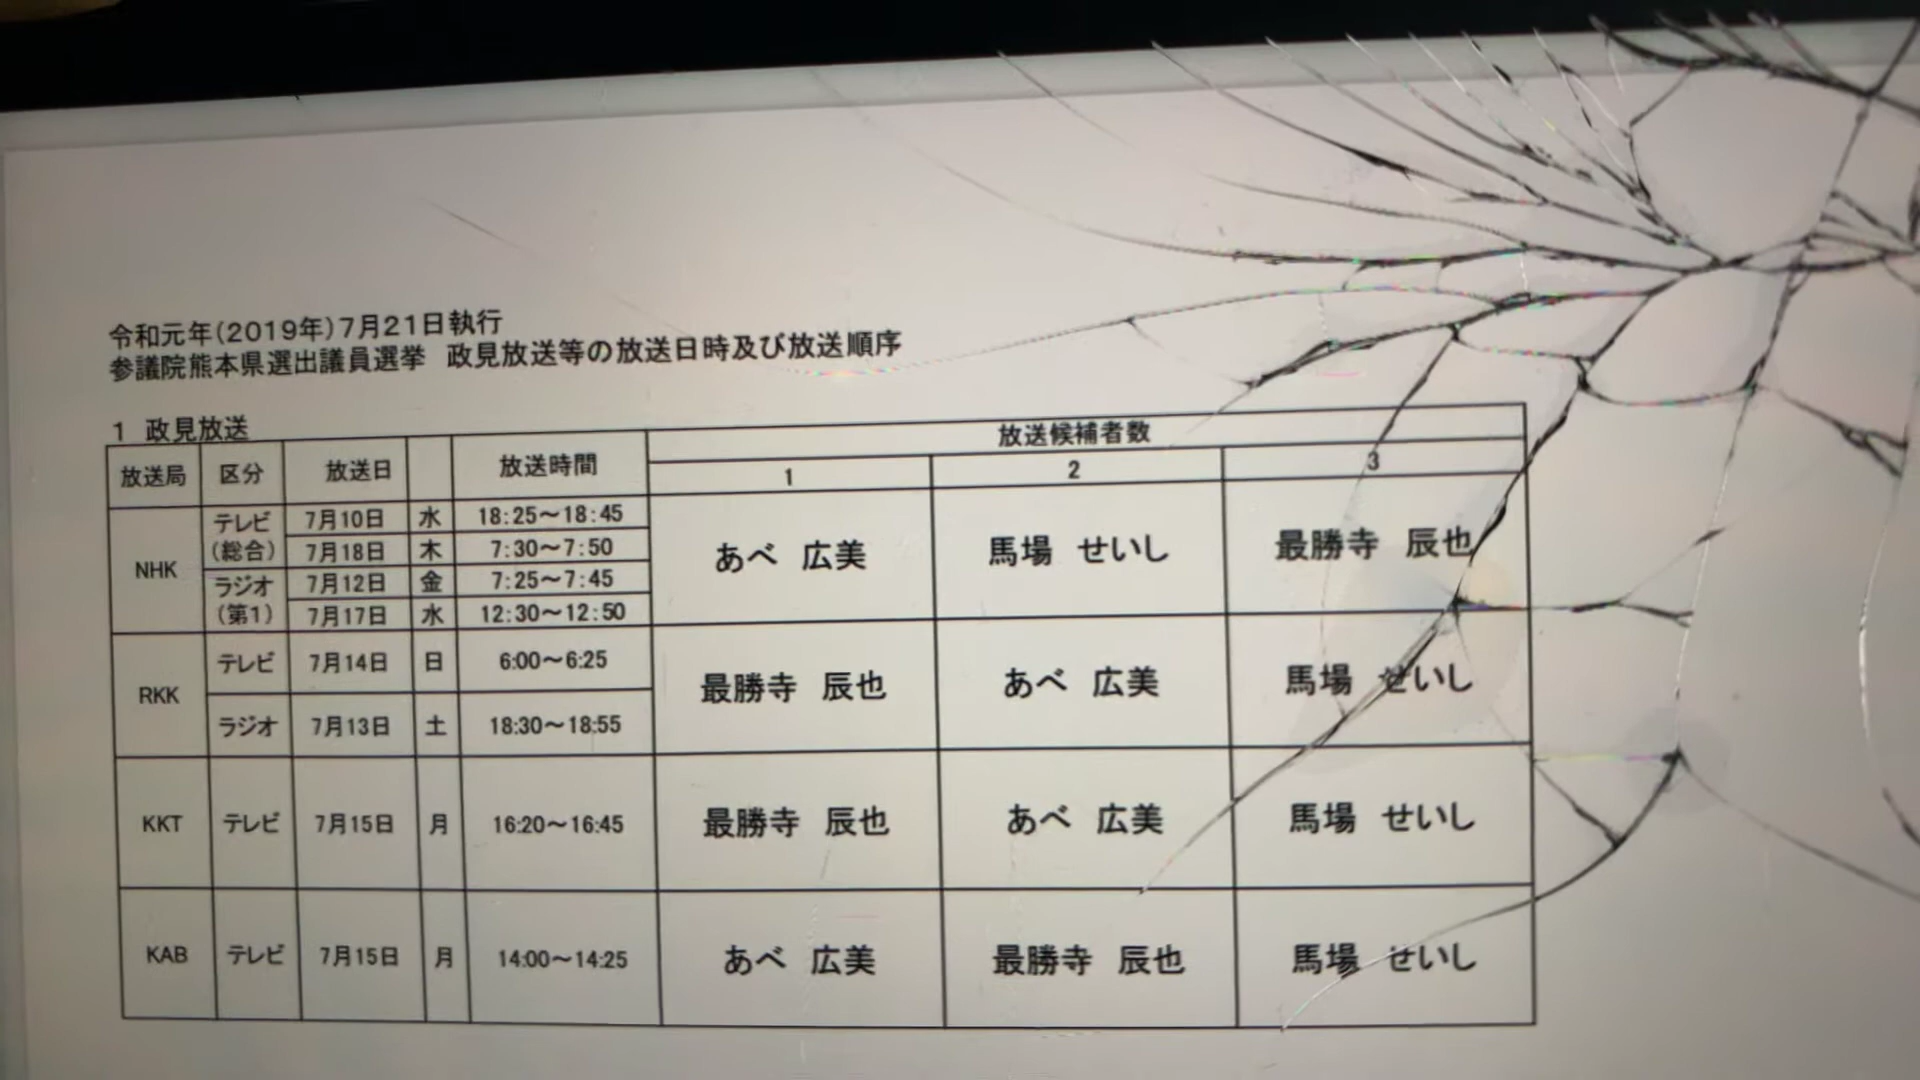 令和元年(2019年)7月21日執行
参議院熊本県選出議員選挙　政見放送等の放送日時及び放送順序
1　政見放送
放送局 区分 放送日 放送時間 放送候補者数
1 2 3
NHK テレビ(総合) 7月10日 水 18:25～18:45 あべ　広美 馬場　せいし 最勝寺　辰也
7月18日 木 7:30～7:50
ラジオ(第1) 7月12日 金 7:25～7:45
7月17日 水 12:30～12:50
RKK テレビ 7月14日 日 6:00～6:25 最勝寺　辰也 あべ　広美 馬場　せいし
ラジオ 7月13日 土 18:30～18:55
KKT テレビ 7月15日 月 16:20～16:45 最勝寺　辰也 あべ　広美 馬場　せいし
KAB テレビ 7月15日 月 14:00～14:25 あべ　広美 最勝寺　辰也 馬場　せいし